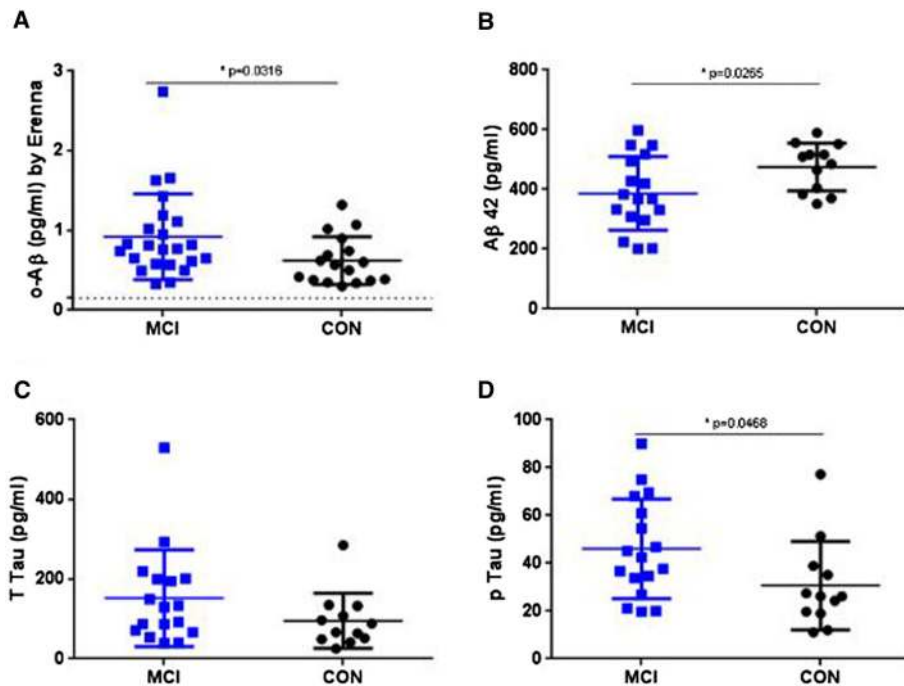 A
* p=0.0316
o-Aβ (pg/ml) by Erenna
3
2
1
0
MCI
CON
B
* p=0.0265
Aβ 42 (pg/ml)
800
600
400
200
0
MCI
CON
C
T Tau (pg/ml)
600
400
200
0
MCI
CON
D
* p=0.0468
p Tau (pg/ml)
100
80
60
40
20
0
MCI
CON